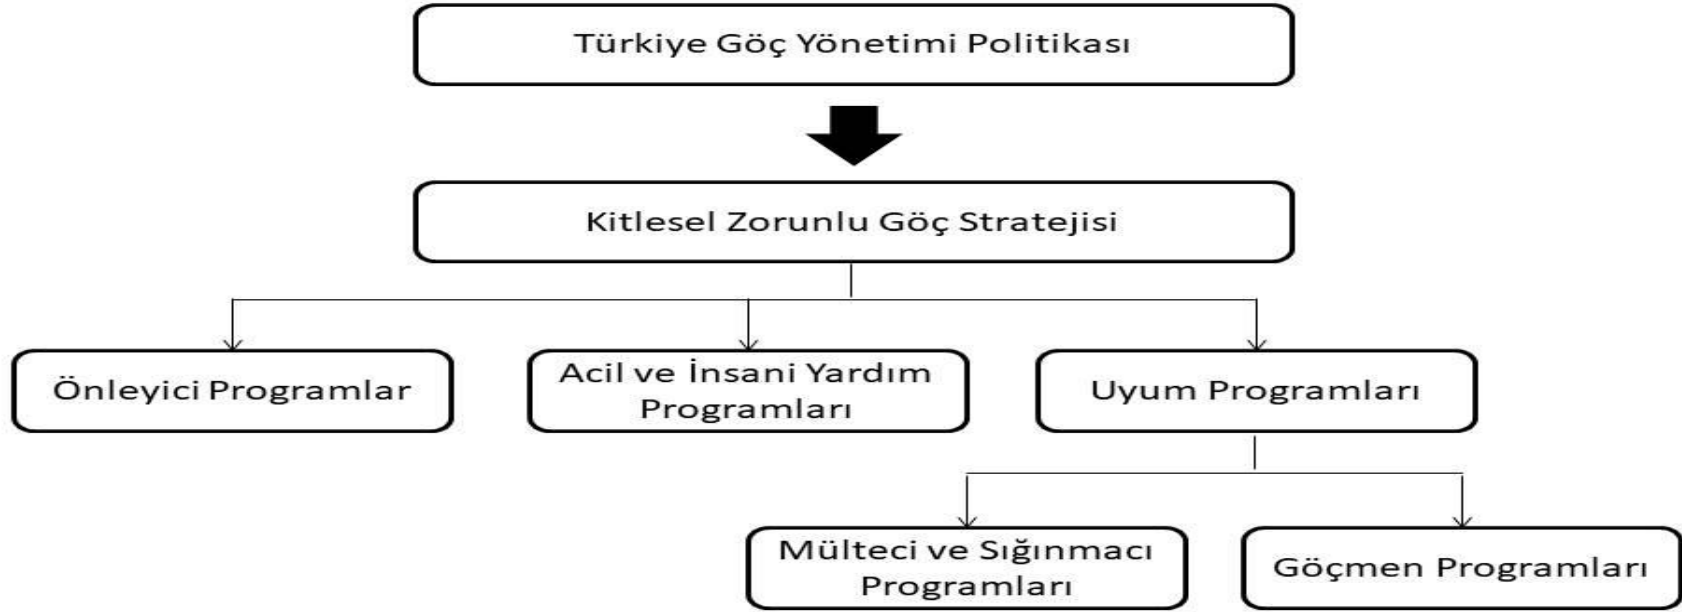 Türkiye Göç Yönetimi Politikası
Kitlesel Zorunlu Göç Stratejisi
Önleyici Programlar
Acil ve İnsani Yardım
Programları
Uyum Programları
Mülteci ve Sığınmacı
Programları
Göçmen Programları